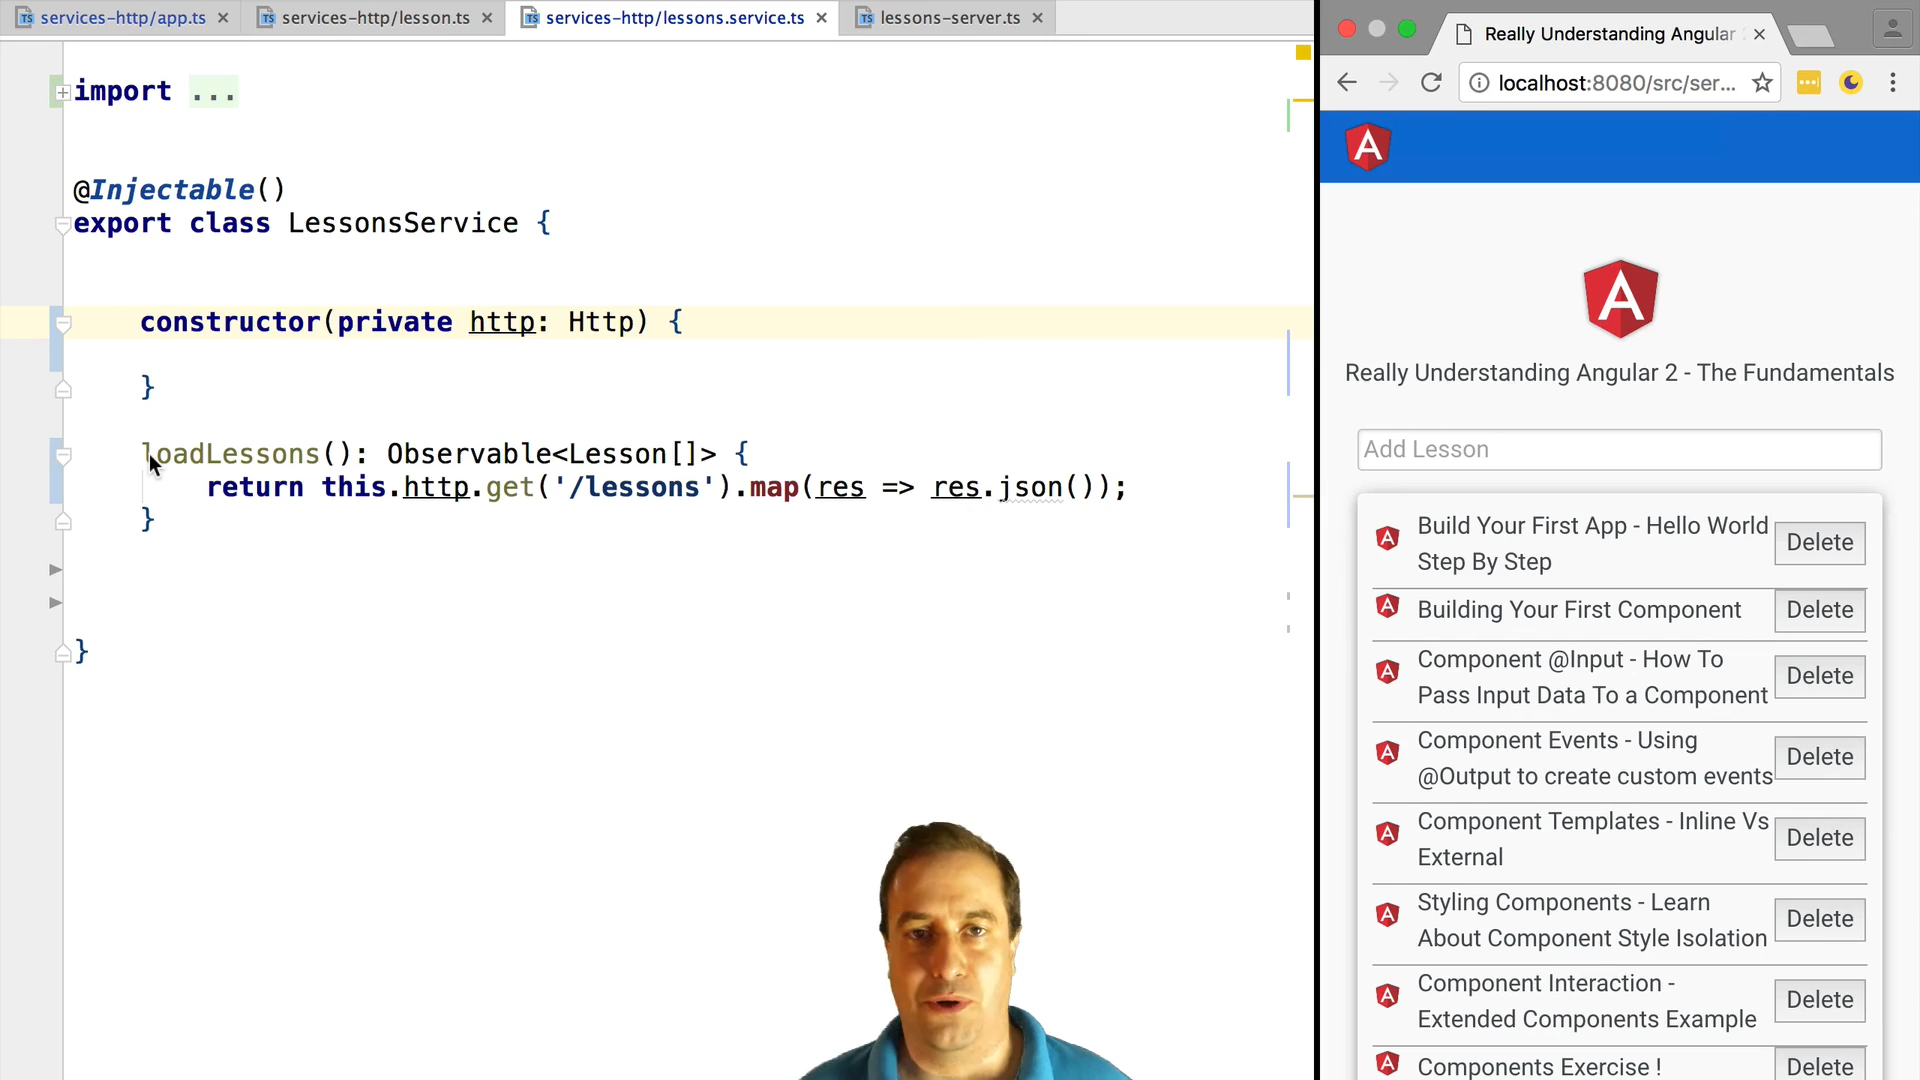 services-http/app.ts
services-http/lesson.ts
services-http/lessons.service.ts
lessons-server.ts
import ...
@Injectable()
export class LessonsService {
constructor(private http: Http) {
}
loadLessons(): Observable<Lesson[]> {
return this.http.get('/lessons').map(res => res.json());
}
}
Really Understanding Angular
localhost:8080/src/ser...
Really Understanding Angular 2 - The Fundamentals
Add Lesson
Build Your First App - Hello World
Step By Step
Delete
Building Your First Component
Delete
Component @Input - How To
Pass Input Data To a Component
Delete
Component Events - Using
@Output to create custom events
Delete
Component Templates - Inline Vs
External
Delete
Styling Components - Learn
About Component Style Isolation
Delete
Component Interaction -
Extended Components Example
Delete
Components Exercise !
Delete